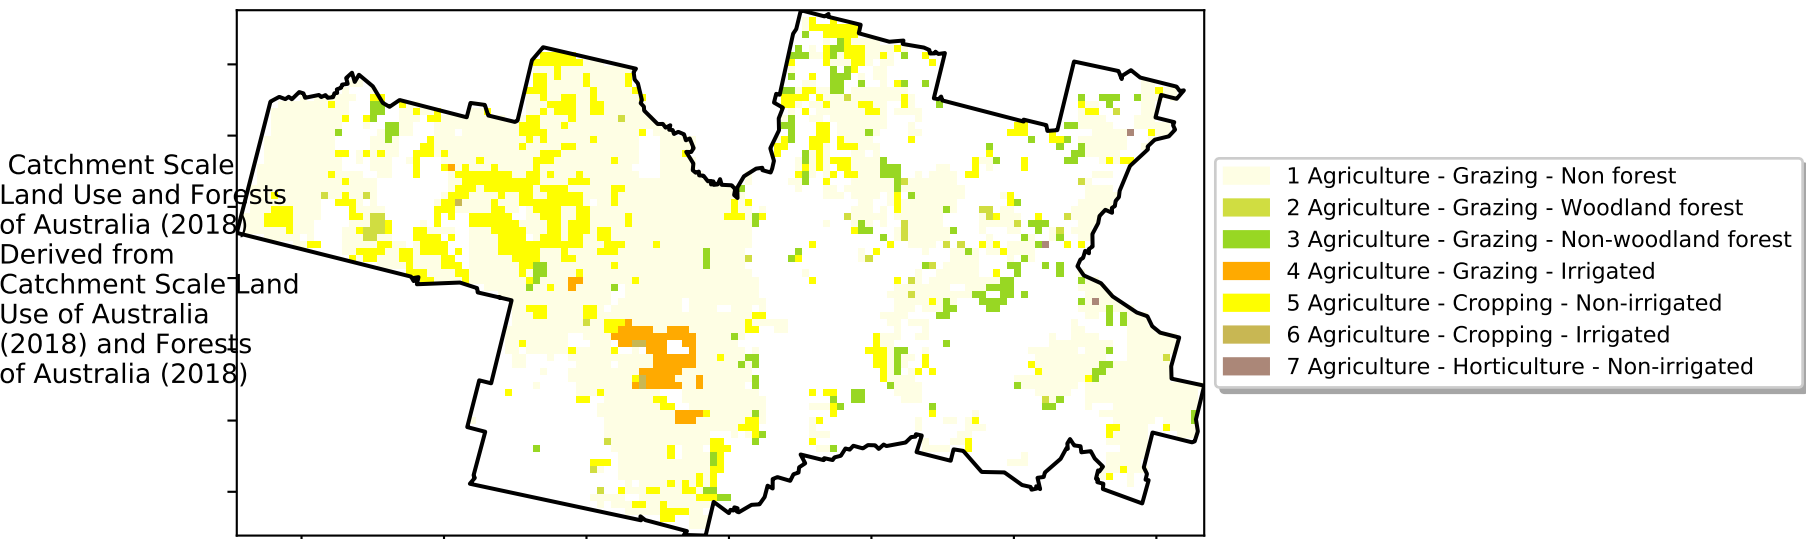 Catchment Scale
Land Use and Forests
of Australia (2018)
Derived from
Catchment Scale Land
Use of Australia
(2018) and Forests
of Australia (2018)
1 Agriculture - Grazing - Non forest
2 Agriculture - Grazing - Woodland forest
3 Agriculture - Grazing - Non-woodland forest
4 Agriculture - Grazing - Irrigated
5 Agriculture - Cropping - Non-irrigated
6 Agriculture - Cropping - Irrigated
7 Agriculture - Horticulture - Non-irrigated